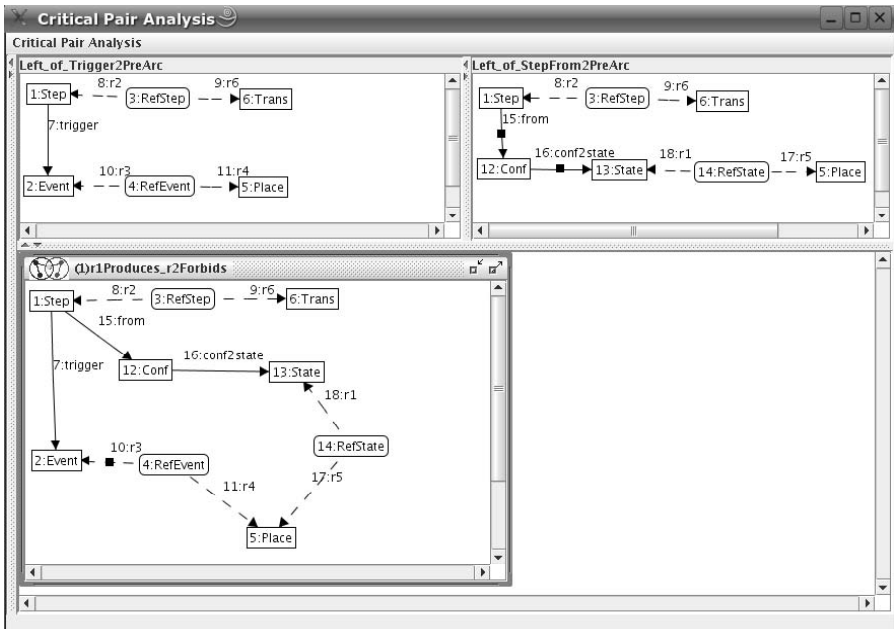 Critical Pair Analysis
Critical Pair Analysis
Left_of_Trigger2PreArc
8:r2
9:r6
1:Step
3:RefStep
6:Trans
7:trigger
10:r3
11:r4
2:Event
4:RefEvent
5:Place
Left_of_StepFrom2PreArc
8:r2
9:r6
1:Step
3:RefStep
6:Trans
15:from
16:conf2state
18:r1
17:r5
12:Conf
13:State
14:RefState
5:Place
(1)r1Produces_r2Forbids
8:r2
9:r6
1:Step
3:RefStep
6:Trans
15:from
16:conf2state
7:trigger
12:Conf
13:State
18:r1
10:r3
14:RefState
2:Event
4:RefEvent
17:r5
11:r4
5:Place